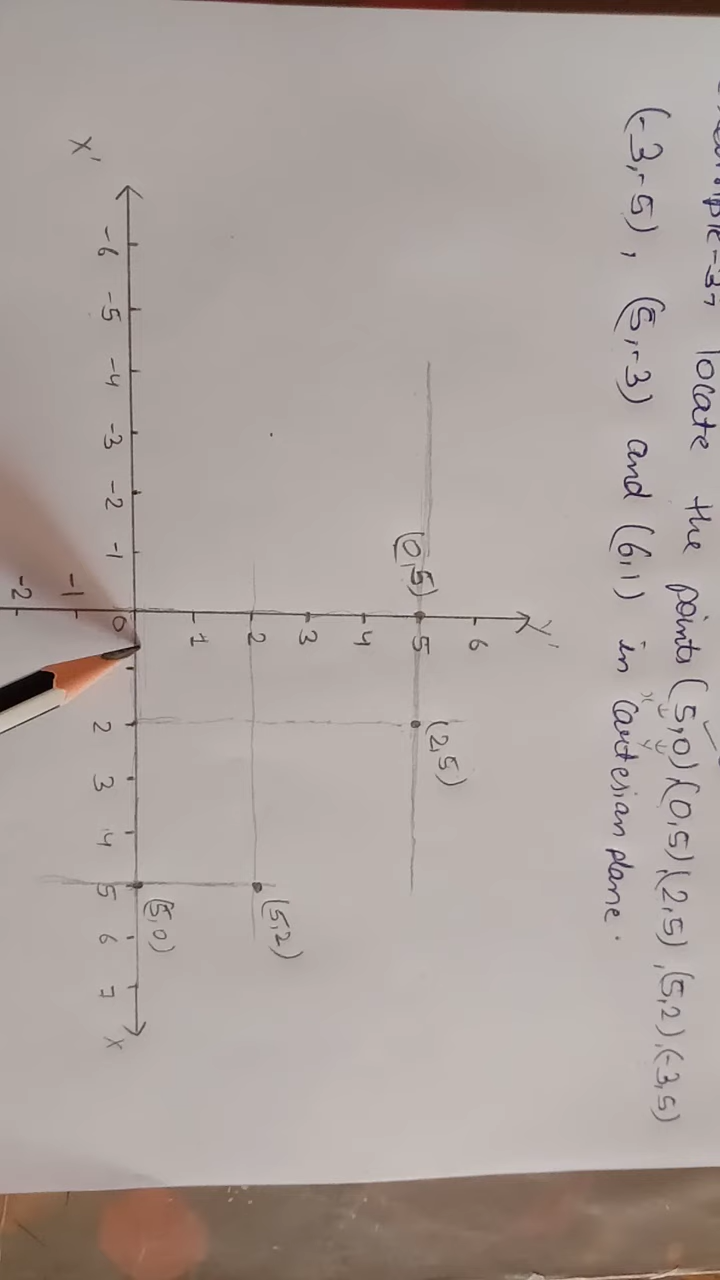 locate the points (5,0) (0,5) (2,5), (5,2), (-3,5)
(-3,-5), (5,-3) and (6,1) in Cartesian plane.
x y
Y'
6
(0,5) 5 (2,5)
4
3
2 (5,2)
1
X' -6 -5 -4 -3 -2 -1 0 2 3 4 5 (5,0) 6 7 X
-1
-2